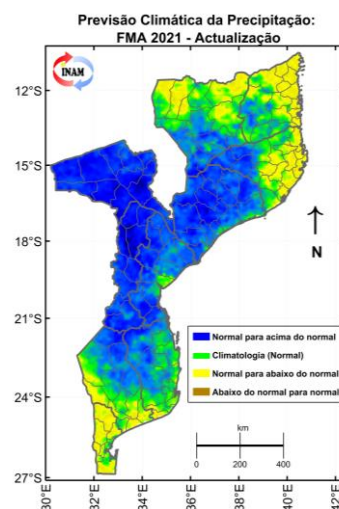 Previsão Climática da Precipitação:
FMA 2021 - Actualização
INAM
12°S
15°S
18°S
21°S
24°S
27°S
N
Normal para acima do normal
Climatologia (Normal)
Normal para abaixo do normal
Abaixo do normal para normal
km
0 200 400
30°E 32°E 34°E 36°E 38°E 40°E 42°E